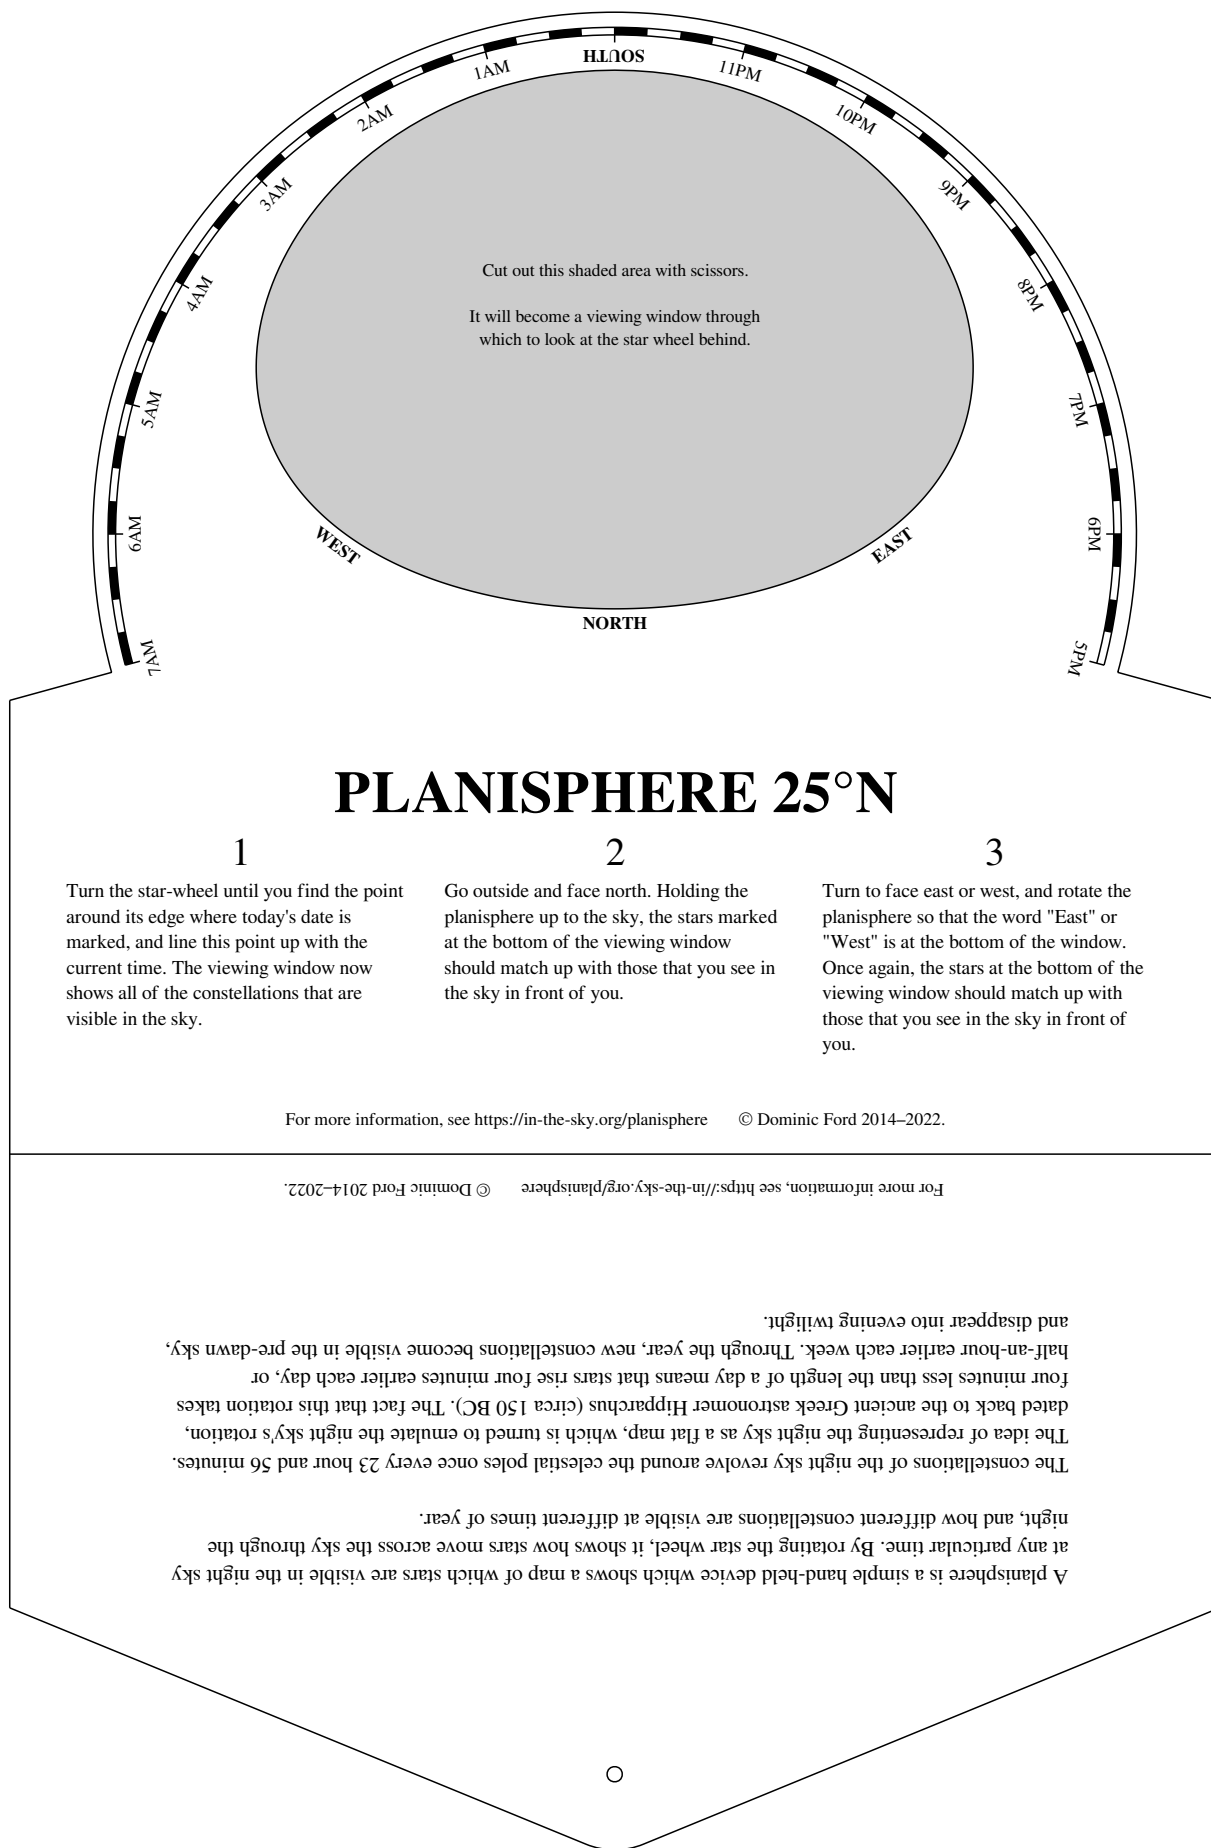 SOUTH
1AM
11PM
2AM
10PM
3AM
9PM
4AM
8PM
5AM
7PM
6AM
6PM
7AM
5PM
Cut out this shaded area with scissors.
It will become a viewing window through
which to look at the star wheel behind.
WEST
EAST
NORTH
PLANISPHERE 25°N
1
Turn the star-wheel until you find the point
around its edge where today's date is
marked, and line this point up with the
current time. The viewing window now
shows all of the constellations that are
visible in the sky.
2
Go outside and face north. Holding the
planisphere up to the sky, the stars marked
at the bottom of the viewing window
should match up with those that you see in
the sky in front of you.
3
Turn to face east or west, and rotate the
planisphere so that the word "East" or
"West" is at the bottom of the window.
Once again, the stars at the bottom of the
viewing window should match up with
those that you see in the sky in front of
you.
For more information, see https://in-the-sky.org/planisphere © Dominic Ford 2014–2022.
A planisphere is a simple hand-held device which shows a map of which stars are visible in the night sky
at any particular time. By rotating the star wheel, it shows how stars move across the sky through the
night, and how different constellations are visible at different times of year.
The constellations of the night sky revolve around the celestial poles once every 23 hour and 56 minutes.
The idea of representing the night sky as a flat map, which is turned to emulate the night sky's rotation,
dated back to the ancient Greek astronomer Hipparchus (circa 150 BC). The fact that this rotation takes
four minutes less than the length of a day means that stars rise four minutes earlier each day, or
half-an-hour earlier each week. Through the year, new constellations become visible in the pre-dawn sky,
and disappear into evening twilight.
For more information, see https://in-the-sky.org/planisphere © Dominic Ford 2014–2022.